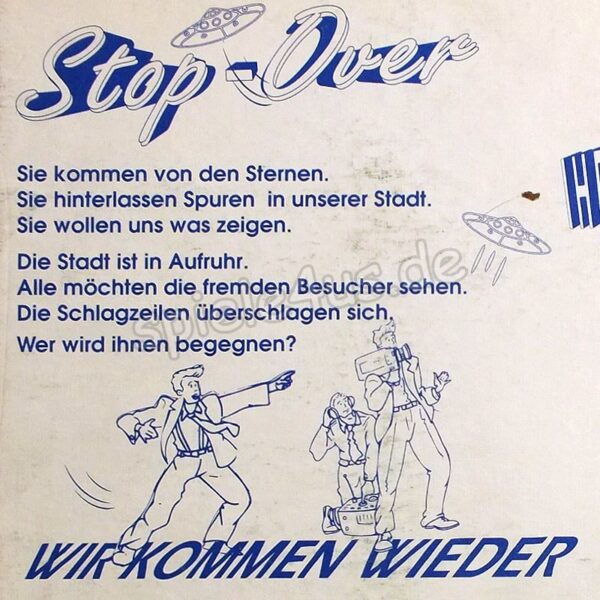 Stop-Over
Sie kommen von den Sternen.
Sie hinterlassen Spuren in unserer Stadt.
Sie wollen uns was zeigen.
Die Stadt ist in Aufruhr.
Alle möchten die fremden Besucher sehen.
Die Schlagzeilen überschlagen sich.
Wer wird ihnen begegnen?
spiele4us.de
WIR KOMMEN WIEDER